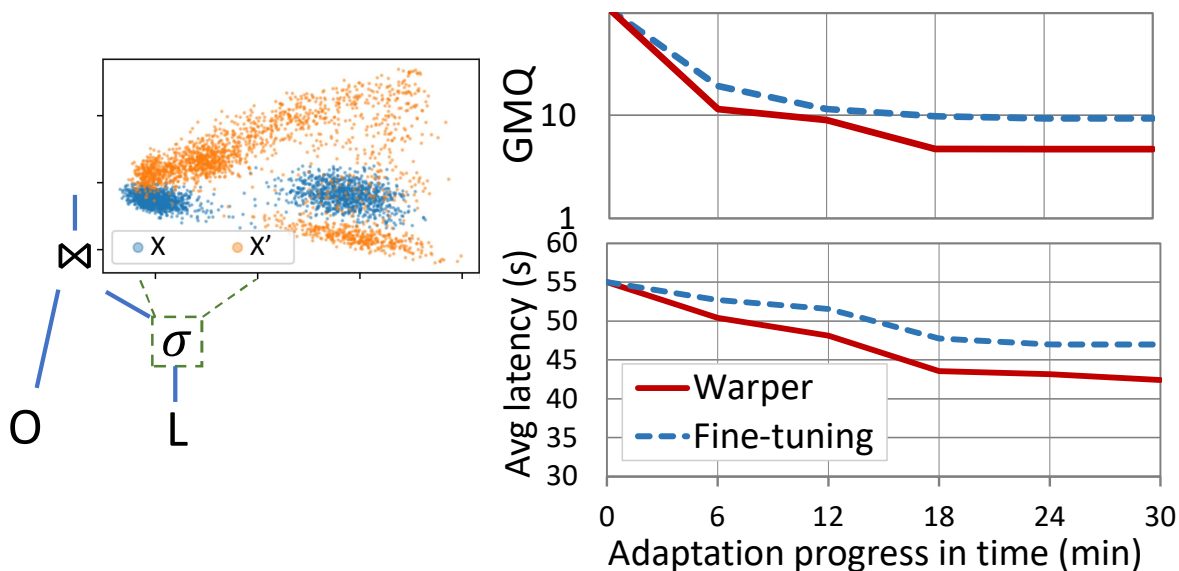 X X’
⋈
σ
O L
GMQ
10
1
Avg latency (s)
60
55
50
45
40
35
30
Warper
Fine-tuning
0 6 12 18 24 30
Adaptation progress in time (min)